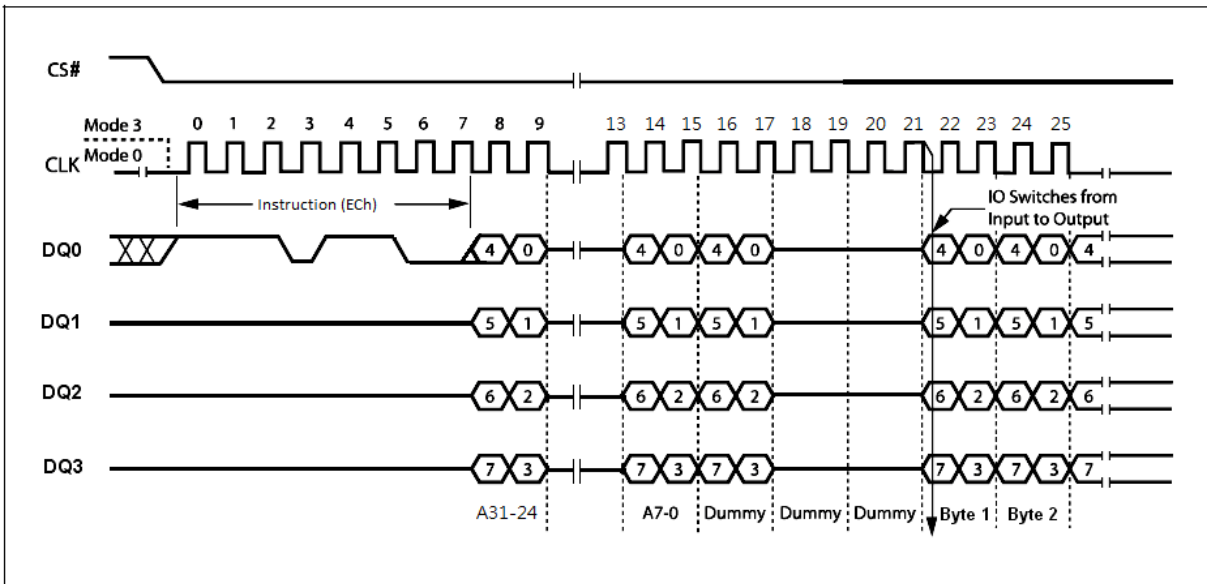 CS#
Mode 3 0 1 2 3 4 5 6 7 8 9 13 14 15 16 17 18 19 20 21 22 23 24 25
Mode 0
CLK
Instruction (ECh)
IO Switches from
Input to Output
DQ0 4 0 4 0 4 0 4 0 4 0 4
DQ1 5 1 5 1 5 1 5 1 5 1 5
DQ2 6 2 6 2 6 2 6 2 6 2 6
DQ3 7 3 7 3 7 3 7 3 7 3 7
A31-24 A7-0 Dummy Dummy Dummy Byte 1 Byte 2